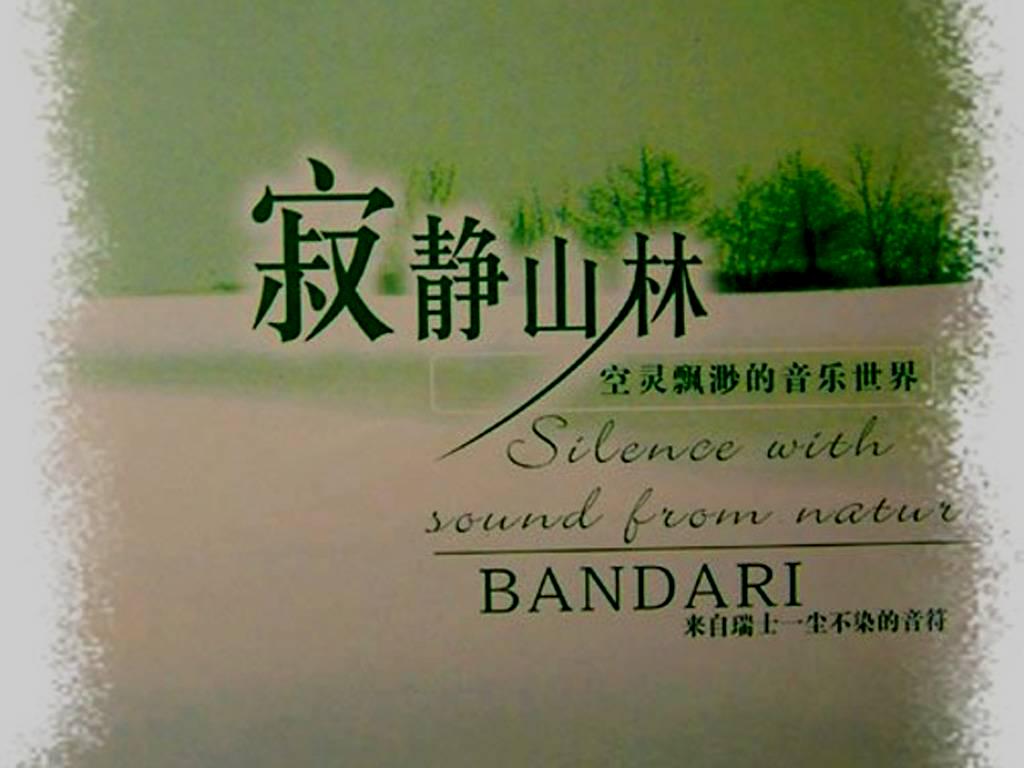 寂静山林
空灵飘渺的音乐世界
Silence with
sound from natur
BANDARI
来自瑞士一尘不染的音符